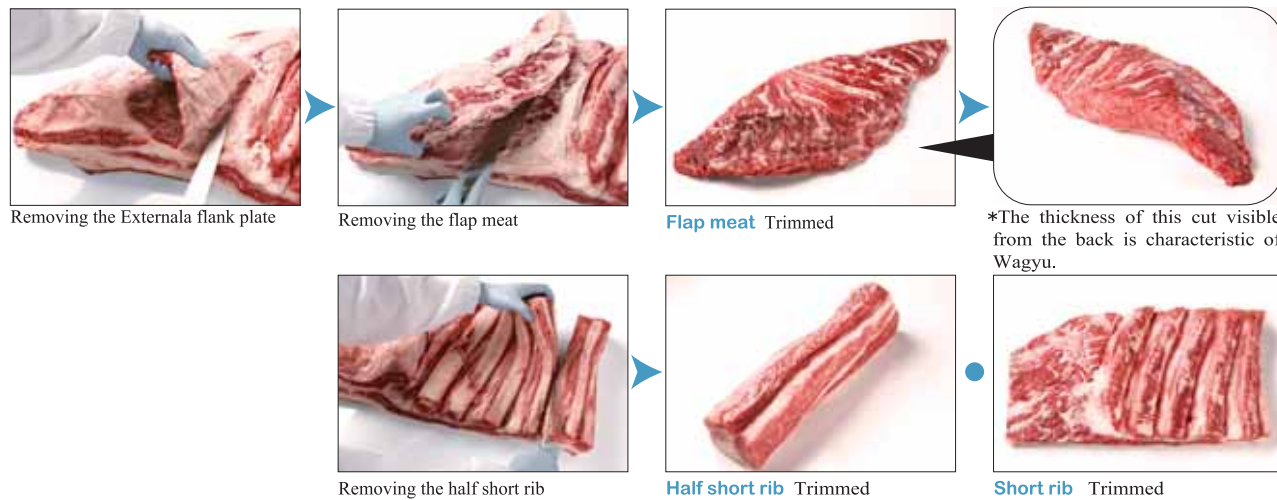 Removing the Externala flank plate
Removing the flap meat
Flap meat Trimmed
*The thickness of this cut visible
from the back is characteristic of
Wagyu.
Removing the half short rib
Half short rib Trimmed
Short rib Trimmed